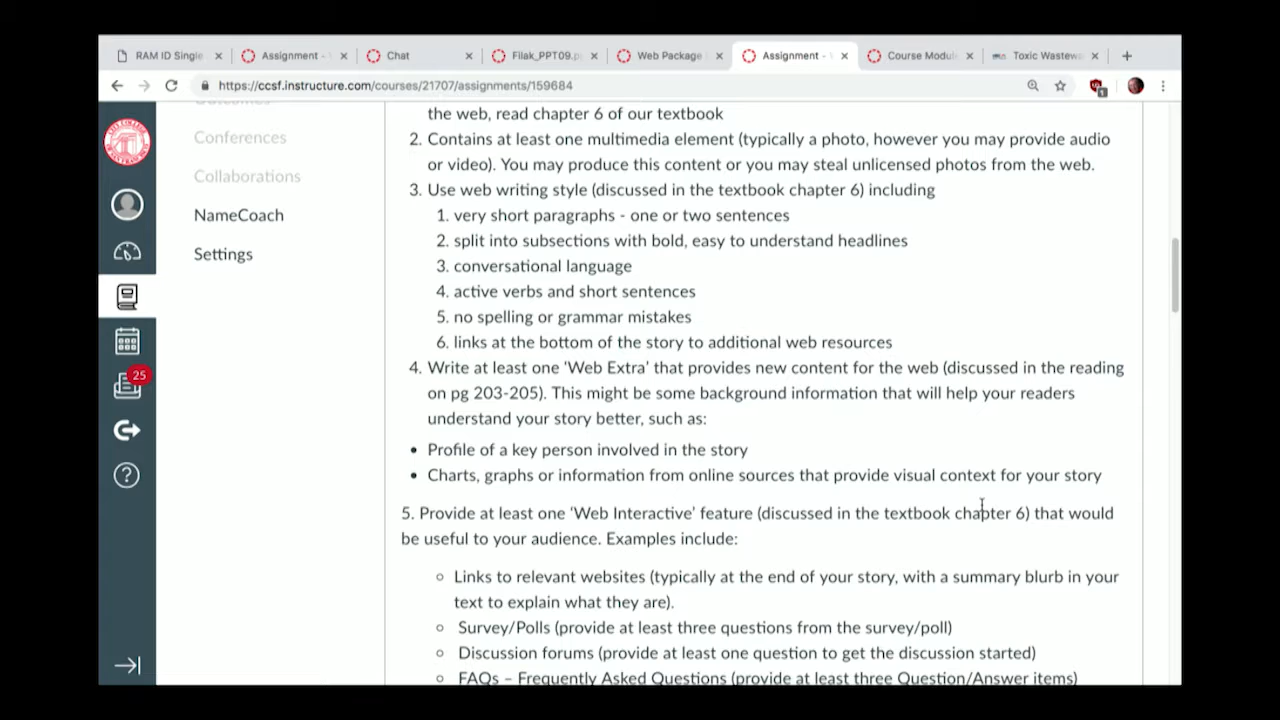 RAM ID Single
Assignment -
Chat
Filak_PPT09.p
Web Package
Assignment -
Course Module
Toxic Wastewa
https://ccsf.instructure.com/courses/21707/assignments/159684
Outcomes
Conferences
Collaborations
NameCoach
Settings
25
the web, read chapter 6 of our textbook
2. Contains at least one multimedia element (typically a photo, however you may provide audio
or video). You may produce this content or you may steal unlicensed photos from the web.
3. Use web writing style (discussed in the textbook chapter 6) including
1. very short paragraphs - one or two sentences
2. split into subsections with bold, easy to understand headlines
3. conversational language
4. active verbs and short sentences
5. no spelling or grammar mistakes
6. links at the bottom of the story to additional web resources
4. Write at least one 'Web Extra' that provides new content for the web (discussed in the reading
on pg 203-205). This might be some background information that will help your readers
understand your story better, such as:
• Profile of a key person involved in the story
• Charts, graphs or information from online sources that provide visual context for your story
5. Provide at least one 'Web Interactive' feature (discussed in the textbook chapter 6) that would
be useful to your audience. Examples include:
○ Links to relevant websites (typically at the end of your story, with a summary blurb in your
text to explain what they are).
○ Survey/Polls (provide at least three questions from the survey/poll)
○ Discussion forums (provide at least one question to get the discussion started)
○ FAQs – Frequently Asked Questions (provide at least three Question/Answer items)